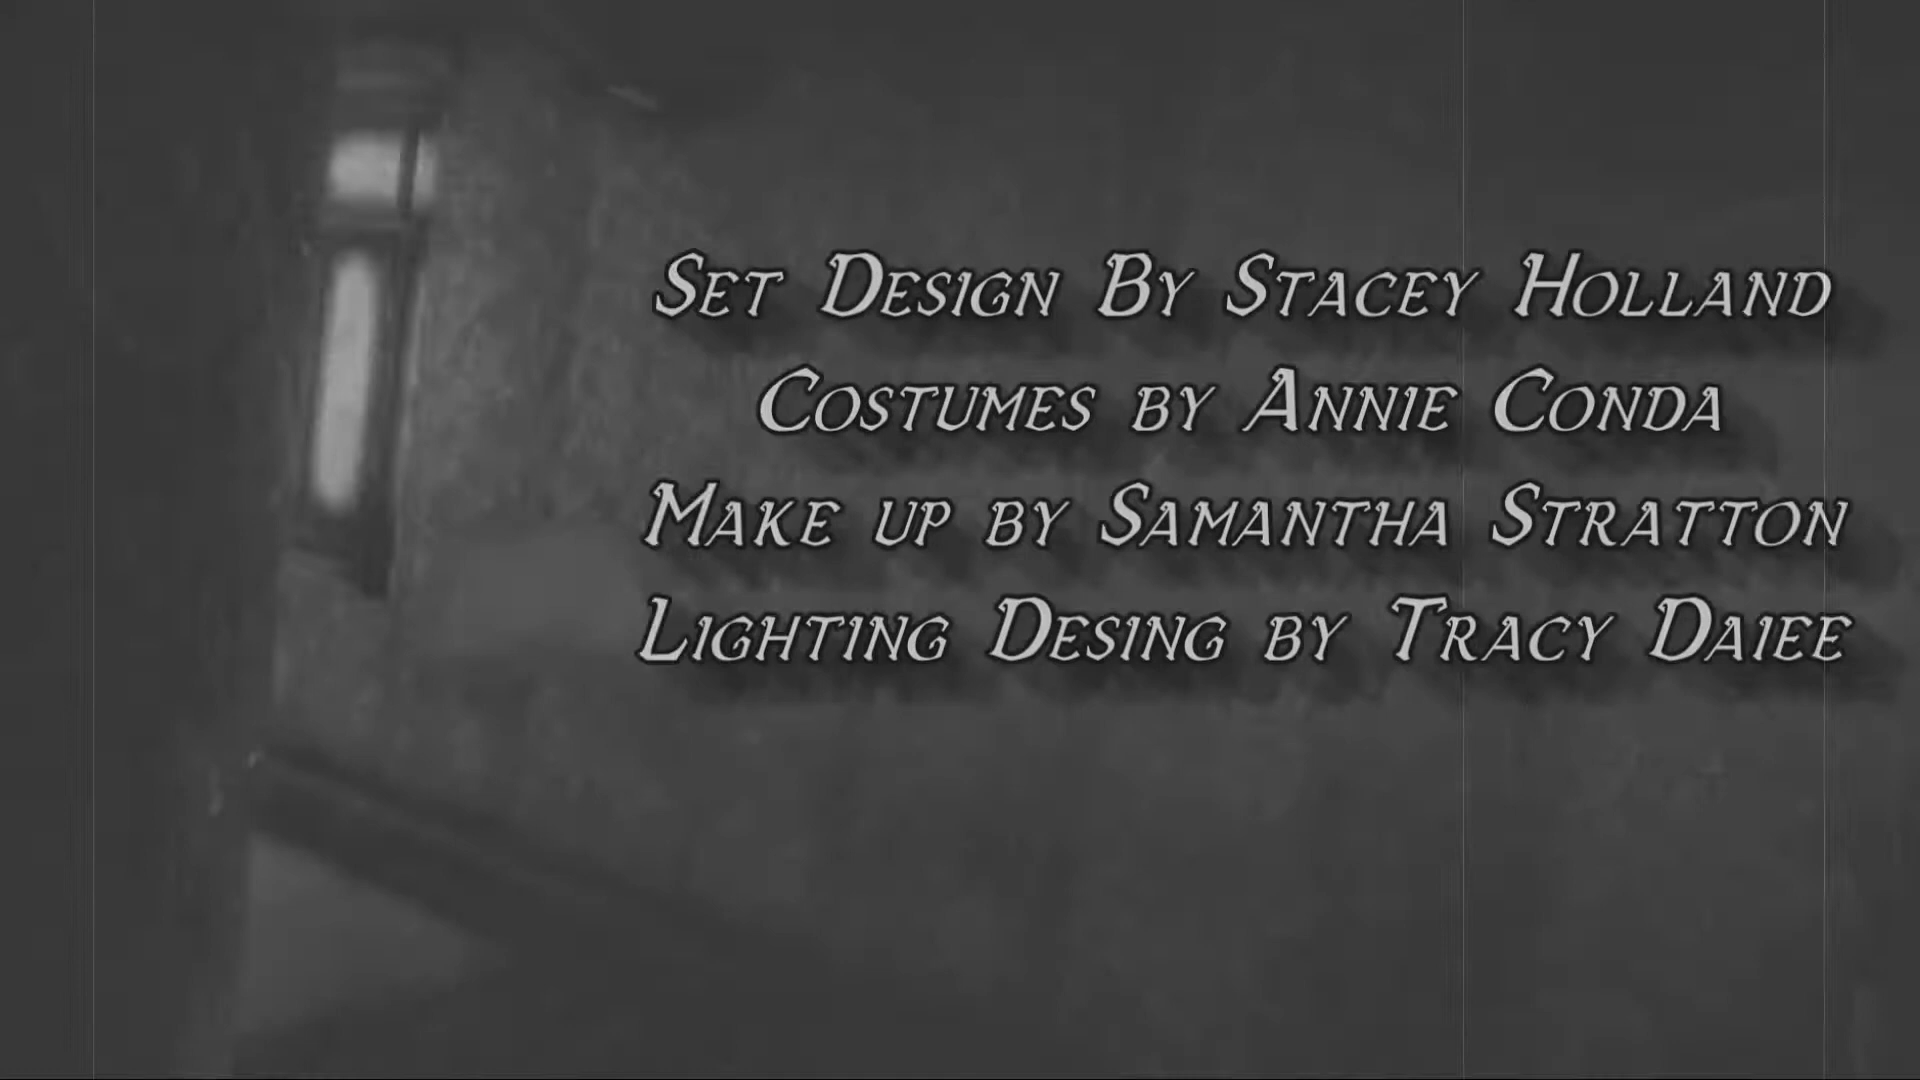 Set Design By Stacey Holland
Costumes by Annie Conda
Make up by Samantha Stratton
Lighting Desing by Tracy Daiee